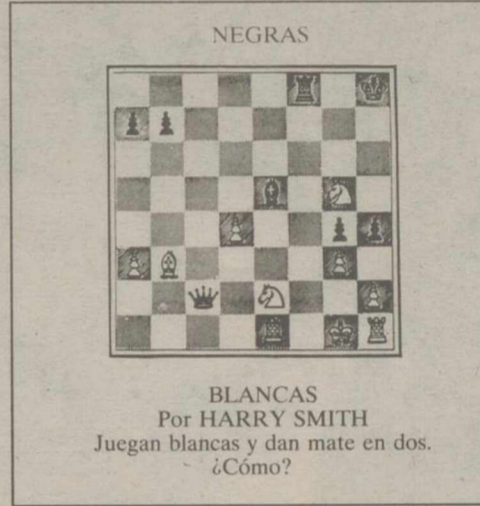 NEGRAS
BLANCAS
Por HARRY SMITH
Juegan blancas y dan mate en dos.
¿Cómo?